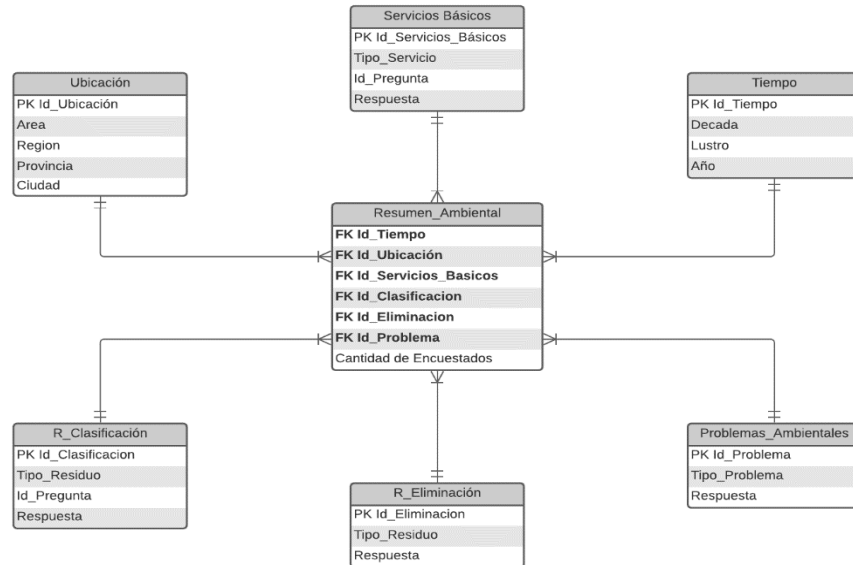 Servicios Básicos
PK Id_Servicios_Básicos
Tipo_Servicio
Id_Pregunta
Respuesta
Ubicación
PK Id_Ubicación
Area
Region
Provincia
Ciudad
Tiempo
PK Id_Tiempo
Decada
Lustro
Año
Resumen_Ambiental
FK Id_Tiempo
FK Id_Ubicación
FK Id_Servicios_Basicos
FK Id_Clasificacion
FK Id_Eliminacion
FK Id_Problema
Cantidad de Encuestados
R_Clasificación
PK Id_Clasificacion
Tipo_Residuo
Id_Pregunta
Respuesta
R_Eliminación
PK Id_Eliminacion
Tipo_Residuo
Respuesta
Problemas_Ambientales
PK Id_Problema
Tipo_Problema
Respuesta